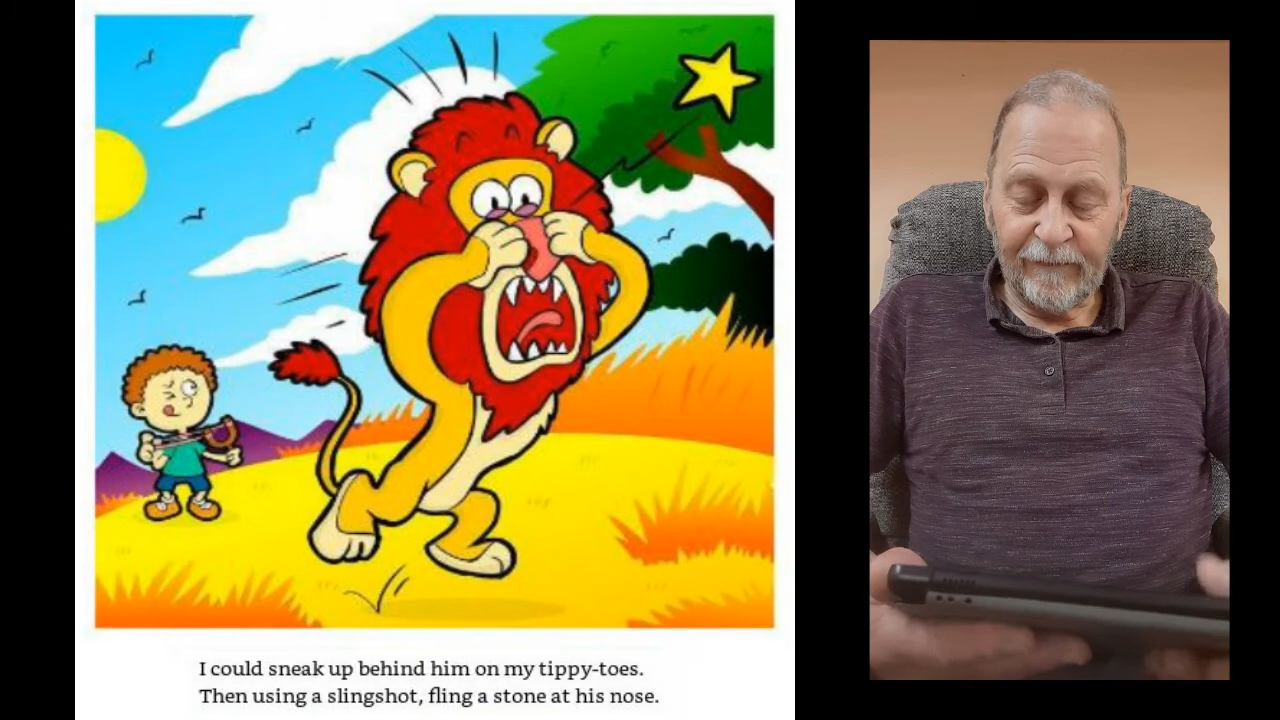 I could sneak up behind him on my tippy-toes.
Then using a slingshot, fling a stone at his nose.